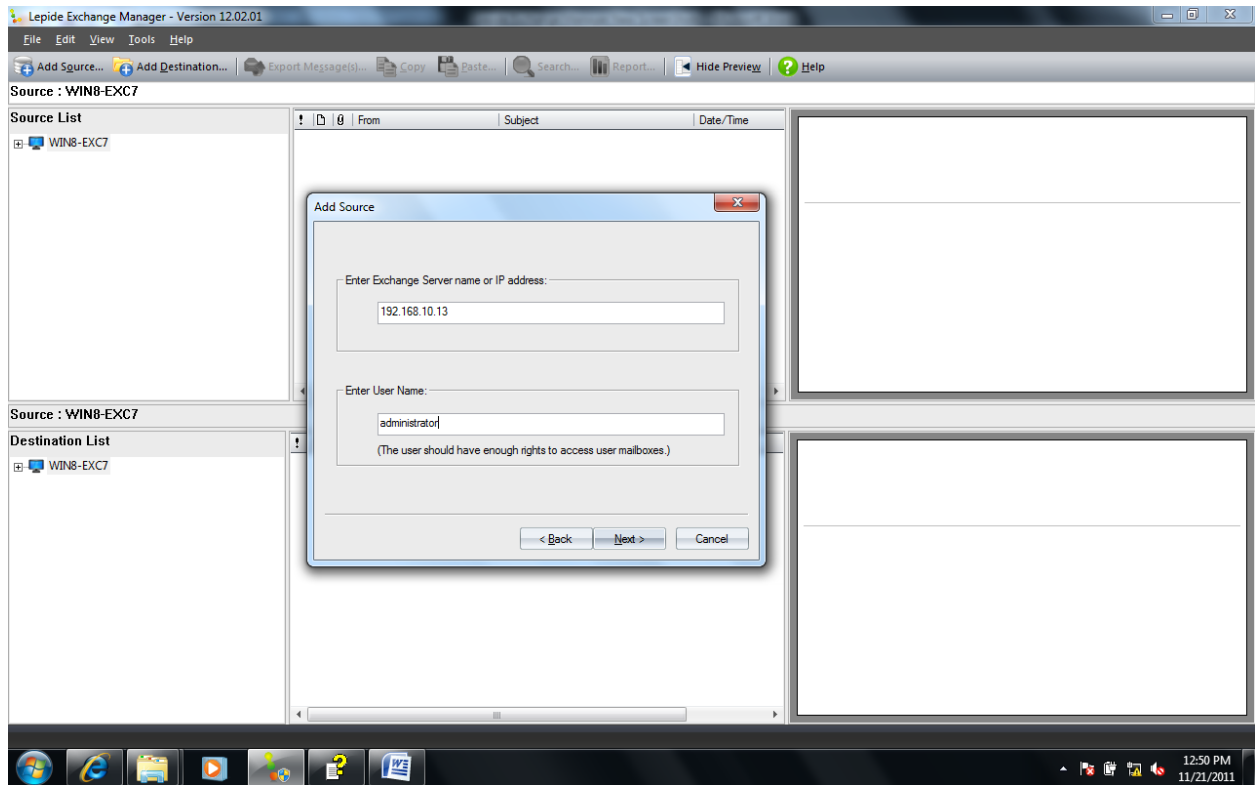 Lepide Exchange Manager - Version 12.02.01
File Edit View Tools Help
Add Source... Add Destination... Export Message(s)... Copy Paste... Search... Report... Hide Preview Help
Source : WIN8-EXC7
Source List
WIN8-EXC7
From Subject Date/Time
Add Source
Enter Exchange Server name or IP address:
192.168.10.13
Enter User Name:
administrator
(The user should have enough rights to access user mailboxes.)
< Back Next > Cancel
Source : WIN8-EXC7
Destination List
WIN8-EXC7
12:50 PM
11/21/2011